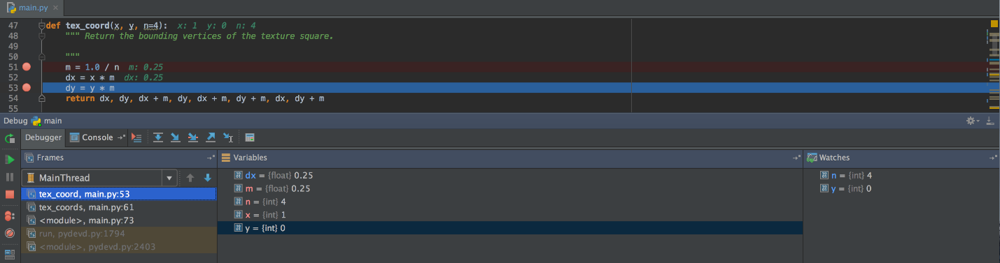 main.py
47 def tex_coord(x, y, n=4): x: 1 y: 0 n: 4
48 """ Return the bounding vertices of the texture square.
49
50 """
51 m = 1.0 / n m: 0.25
52 dx = x * m dx: 0.25
53 dy = y * m
54 return dx, dy, dx + m, dy, dx + m, dy + m, dx, dy + m
55
Debug main
Debugger Console
Frames Variables Watches
MainThread
tex_coord, main.py:53
tex_coords, main.py:61
<module>, main.py:73
run, pydevd.py:1794
<module>, pydevd.py:2403
dx = {float} 0.25
m = {float} 0.25
n = {int} 4
x = {int} 1
y = {int} 0
n = {int} 4
y = {int} 0